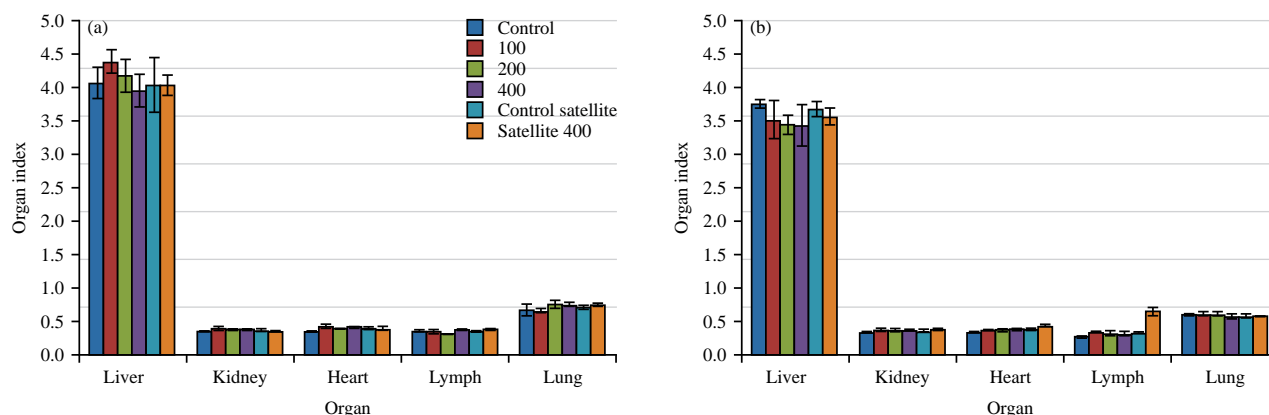 (a)
5.0
4.5
4.0
3.5
3.0
2.5
2.0
1.5
1.0
0.5
0.0
Organ index
Control
100
200
400
Control satellite
Satellite 400
Liver Kidney Heart Lymph Lung
Organ
(b)
5.0
4.5
4.0
3.5
3.0
2.5
2.0
1.5
1.0
0.5
0.0
Organ index
Liver Kidney Heart Lymph Lung
Organ